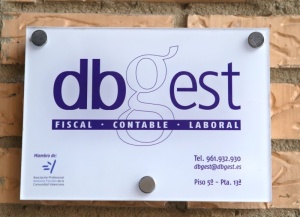 dbgest
FISCAL · CONTABLE · LABORAL
Tel. 961.932.930
dbgest@dbgest.es
Piso 5º - Pta. 13ª
Miembro de: